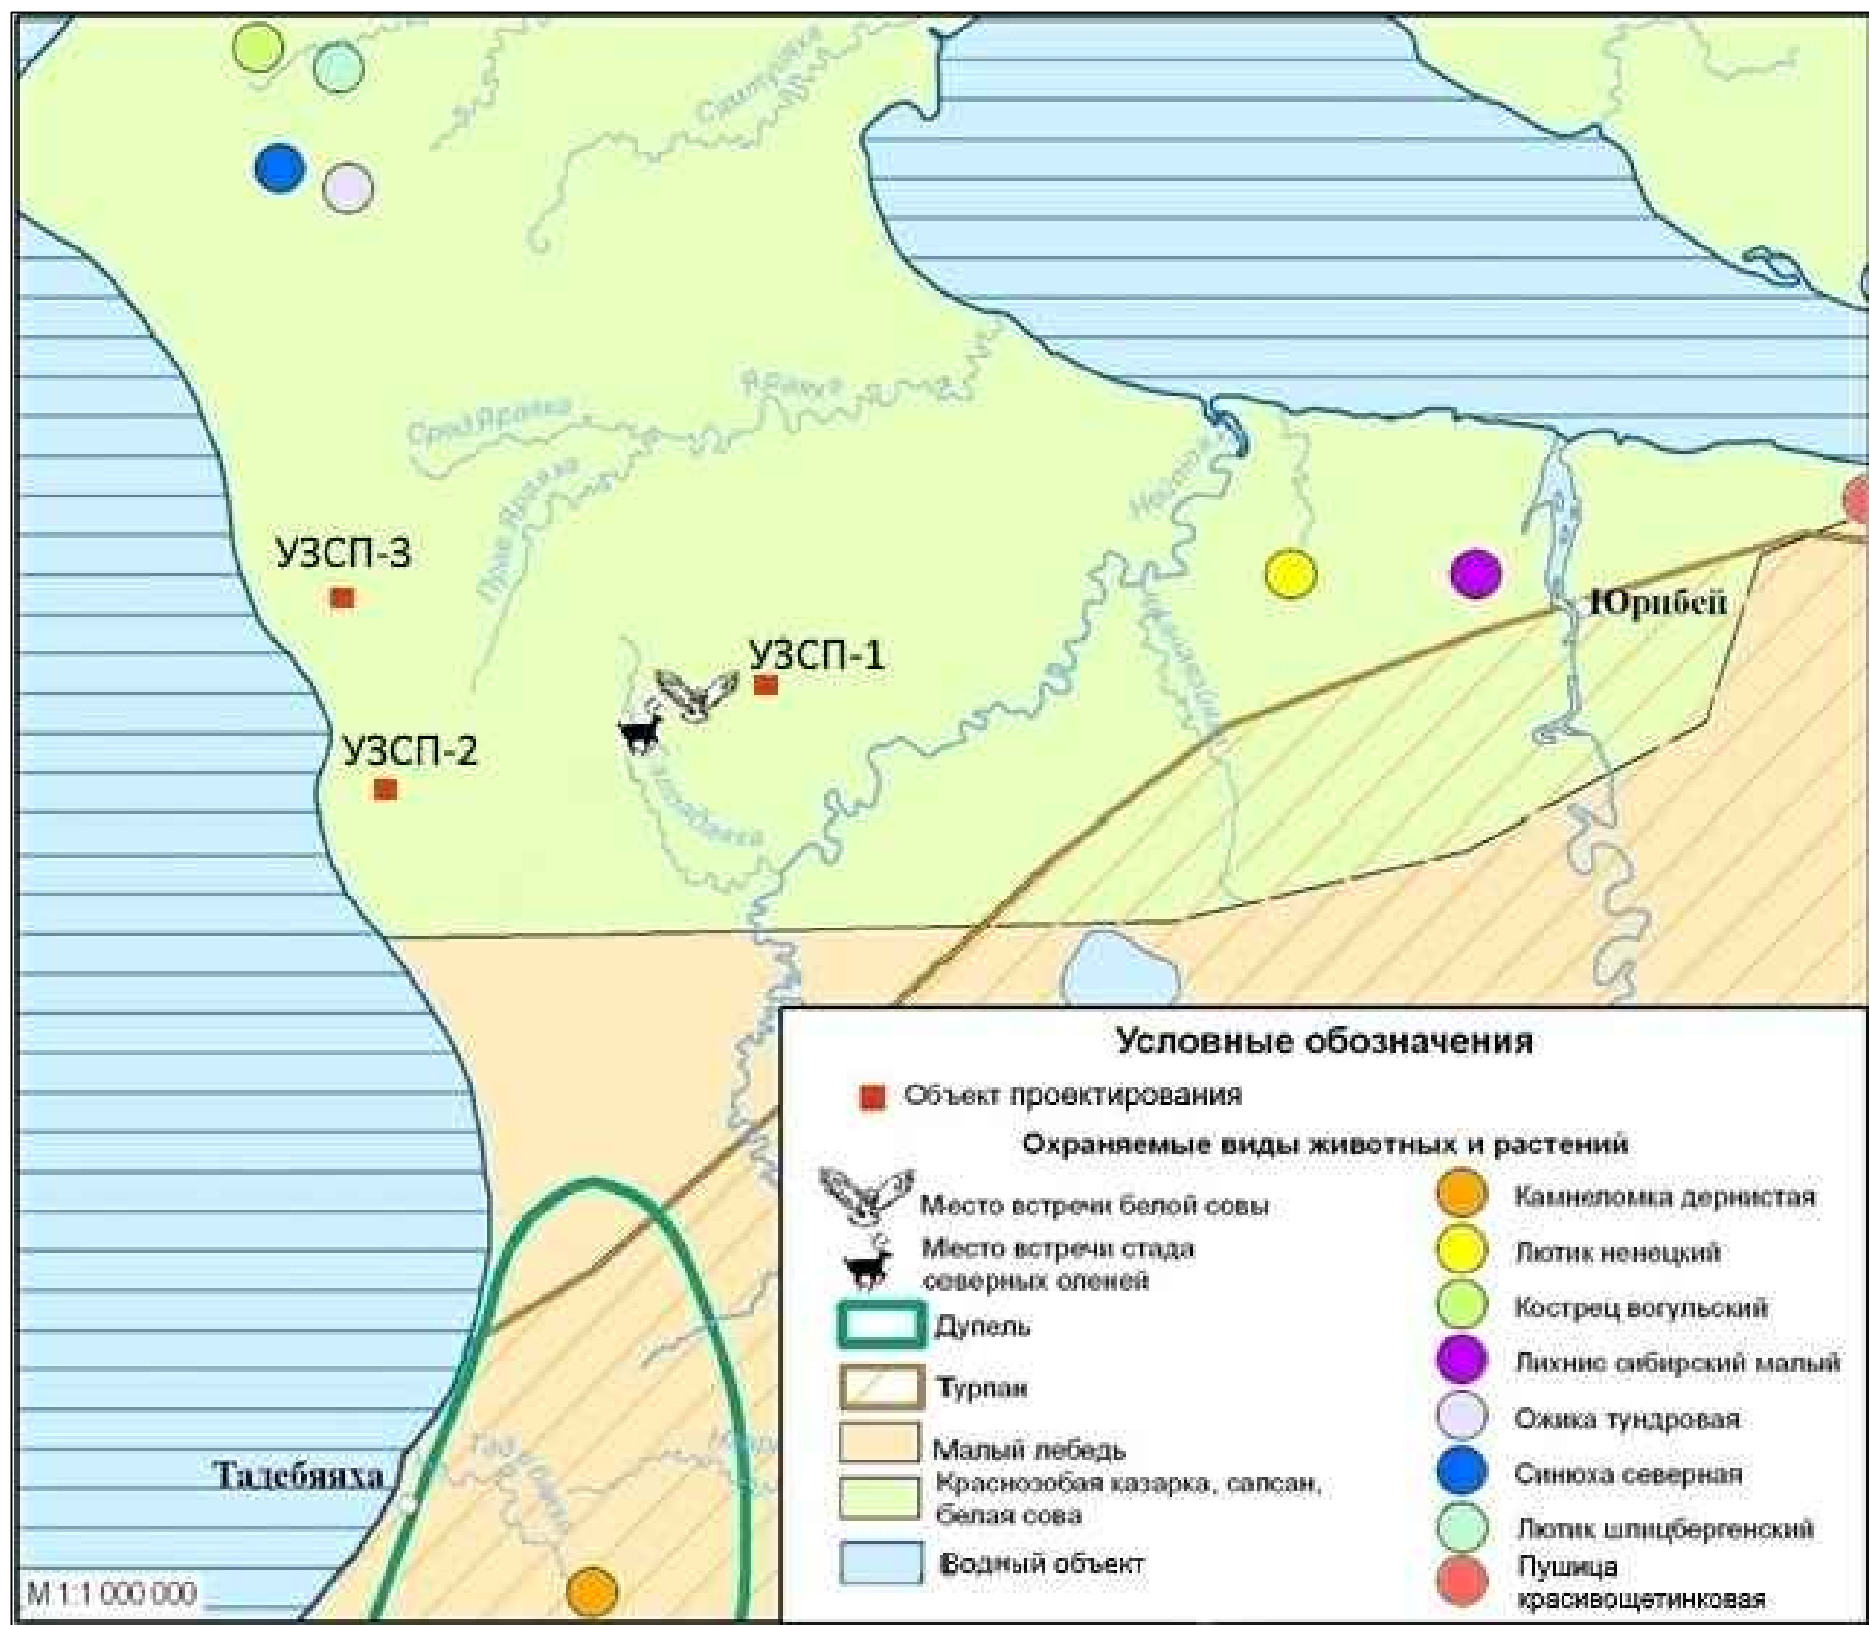 Юрибей
УЗСП-3
УЗСП-1
УЗСП-2
Тадебяяха
М 1:1 000 000
Условные обозначения
Объект проектирования
Охраняемые виды животных и растений
Место встречи белой совы
Место встречи стада
северных оленей
Дупель
Турпан
Малый лебедь
Краснозобая казарка, сапсан,
белая сова
Водный объект
Камнеломка дернистая
Лютик ненецкий
Кострец вогульский
Лихнис сибирский малый
Ожика тундровая
Синюха северная
Лютик шпицбергенский
Пушица
красивощетинковая